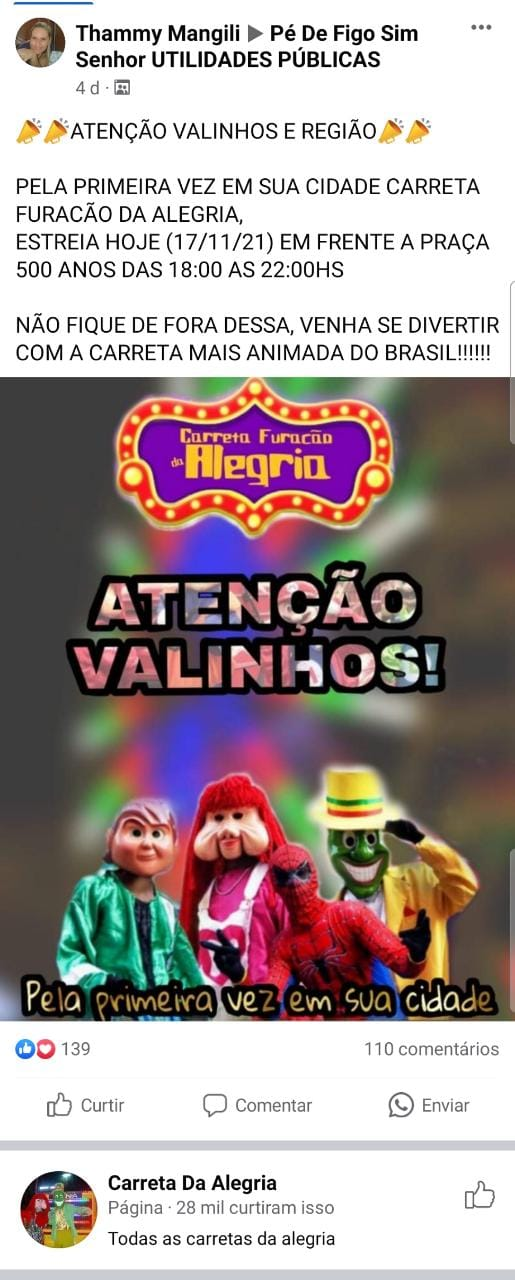 Thammy Mangili ▶ Pé De Figo Sim
Senhor UTILIDADES PÚBLICAS
4 d ·
📣📣ATENÇÃO VALINHOS E REGIÃO📣📣
PELA PRIMEIRA VEZ EM SUA CIDADE CARRETA
FURACÃO DA ALEGRIA,
ESTREIA HOJE (17/11/21) EM FRENTE A PRAÇA
500 ANOS DAS 18:00 AS 22:00HS
NÃO FIQUE DE FORA DESSA, VENHA SE DIVERTIR
COM A CARRETA MAIS ANIMADA DO BRASIL!!!!!!
Carreta Furacão
da Alegria
ATENÇÃO
VALINHOS!
Pela primeira vez em sua cidade
139
110 comentários
Curtir
Comentar
Enviar
Carreta Da Alegria
Página · 28 mil curtiram isso
Todas as carretas da alegria